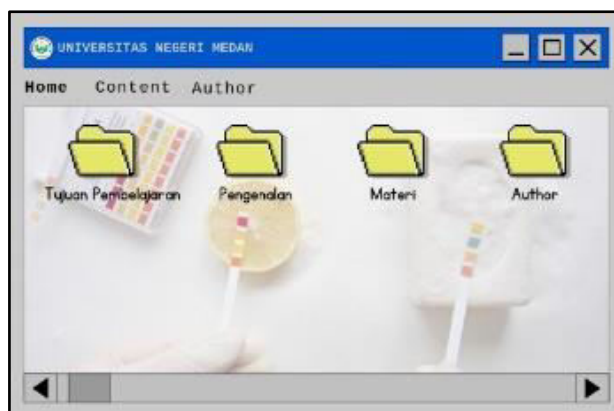 UNIVERSITAS NEGERI MEDAN
Home Content Author
Tujuan Pembelajaran Pengenalan Materi Author